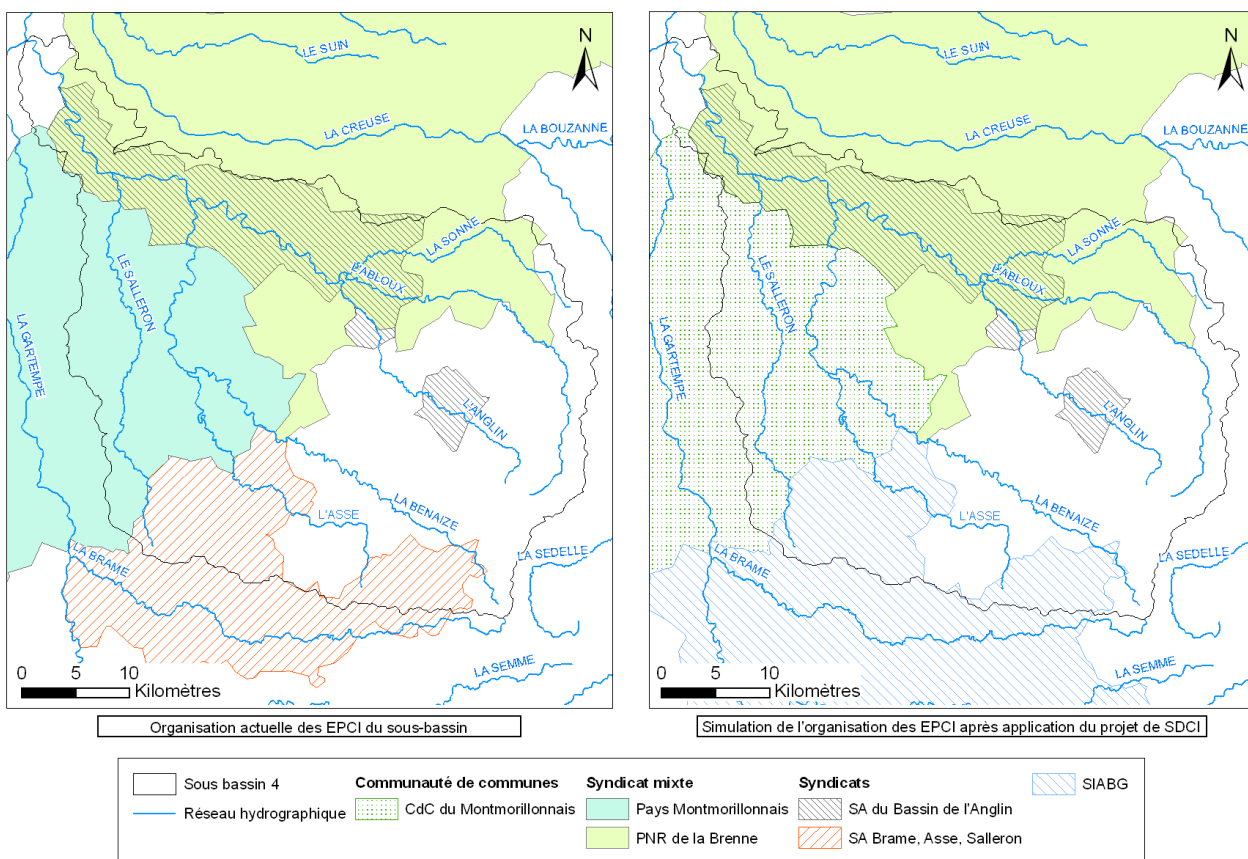 N
LE SUIN
LA CREUSE
LA BOUZANNE
LA SONNE
L'ABLOUX
LE SALLERON
LA GARTEMPE
L'ANGLIN
LA BENAIZE
L'ASSE
LA SEDELLE
LA BRAME
LA SEMME
0 5 10
Kilomètres
Organisation actuelle des EPCI du sous-bassin
N
LE SUIN
LA CREUSE
LA BOUZANNE
LA SONNE
L'ABLOUX
LE SALLERON
LA GARTEMPE
L'ANGLIN
LA BENAIZE
L'ASSE
LA SEDELLE
LA BRAME
LA SEMME
0 5 10
Kilomètres
Simulation de l'organisation des EPCI après application du projet de SDCI
Sous bassin 4
Réseau hydrographique
Communauté de communes
CdC du Montmorillonnais
Syndicat mixte
Pays Montmorillonnais
PNR de la Brenne
Syndicats
SA du Bassin de l'Anglin
SA Brame, Asse, Salleron
SIABG